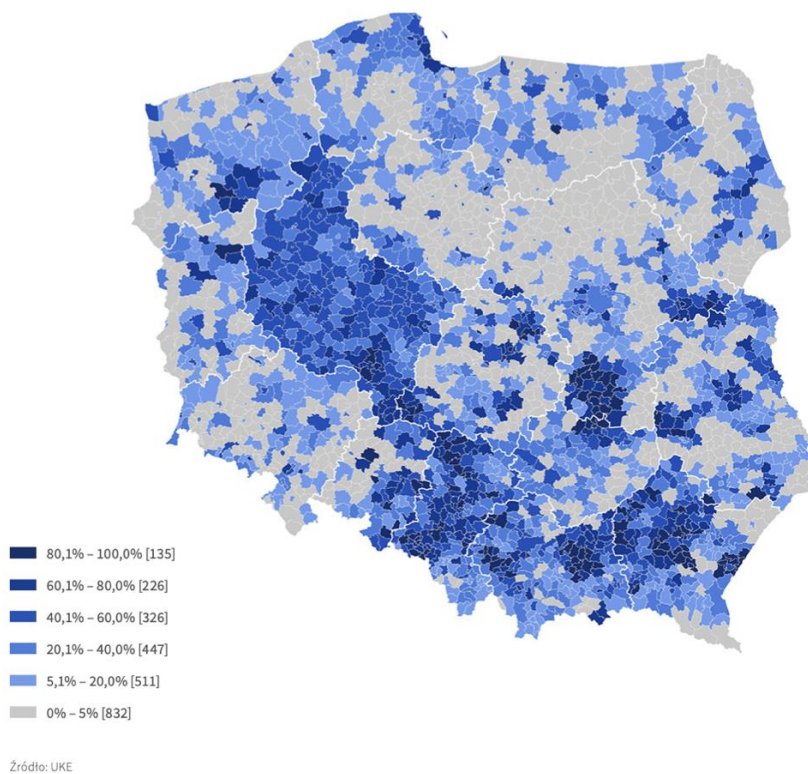 80,1% – 100,0% [135]
60,1% – 80,0% [226]
40,1% – 60,0% [326]
20,1% – 40,0% [447]
5,1% – 20,0% [511]
0% – 5% [832]
Źródło: UKE